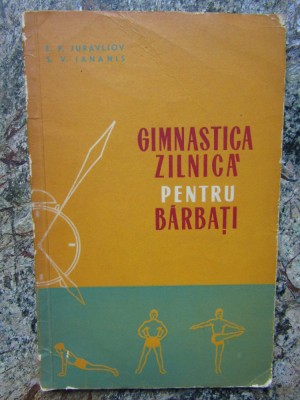 I. P. JURAVLIOV
S. V. IANANIS
GIMNASTICA
ZILNICĂ
PENTRU
BĂRBAȚI